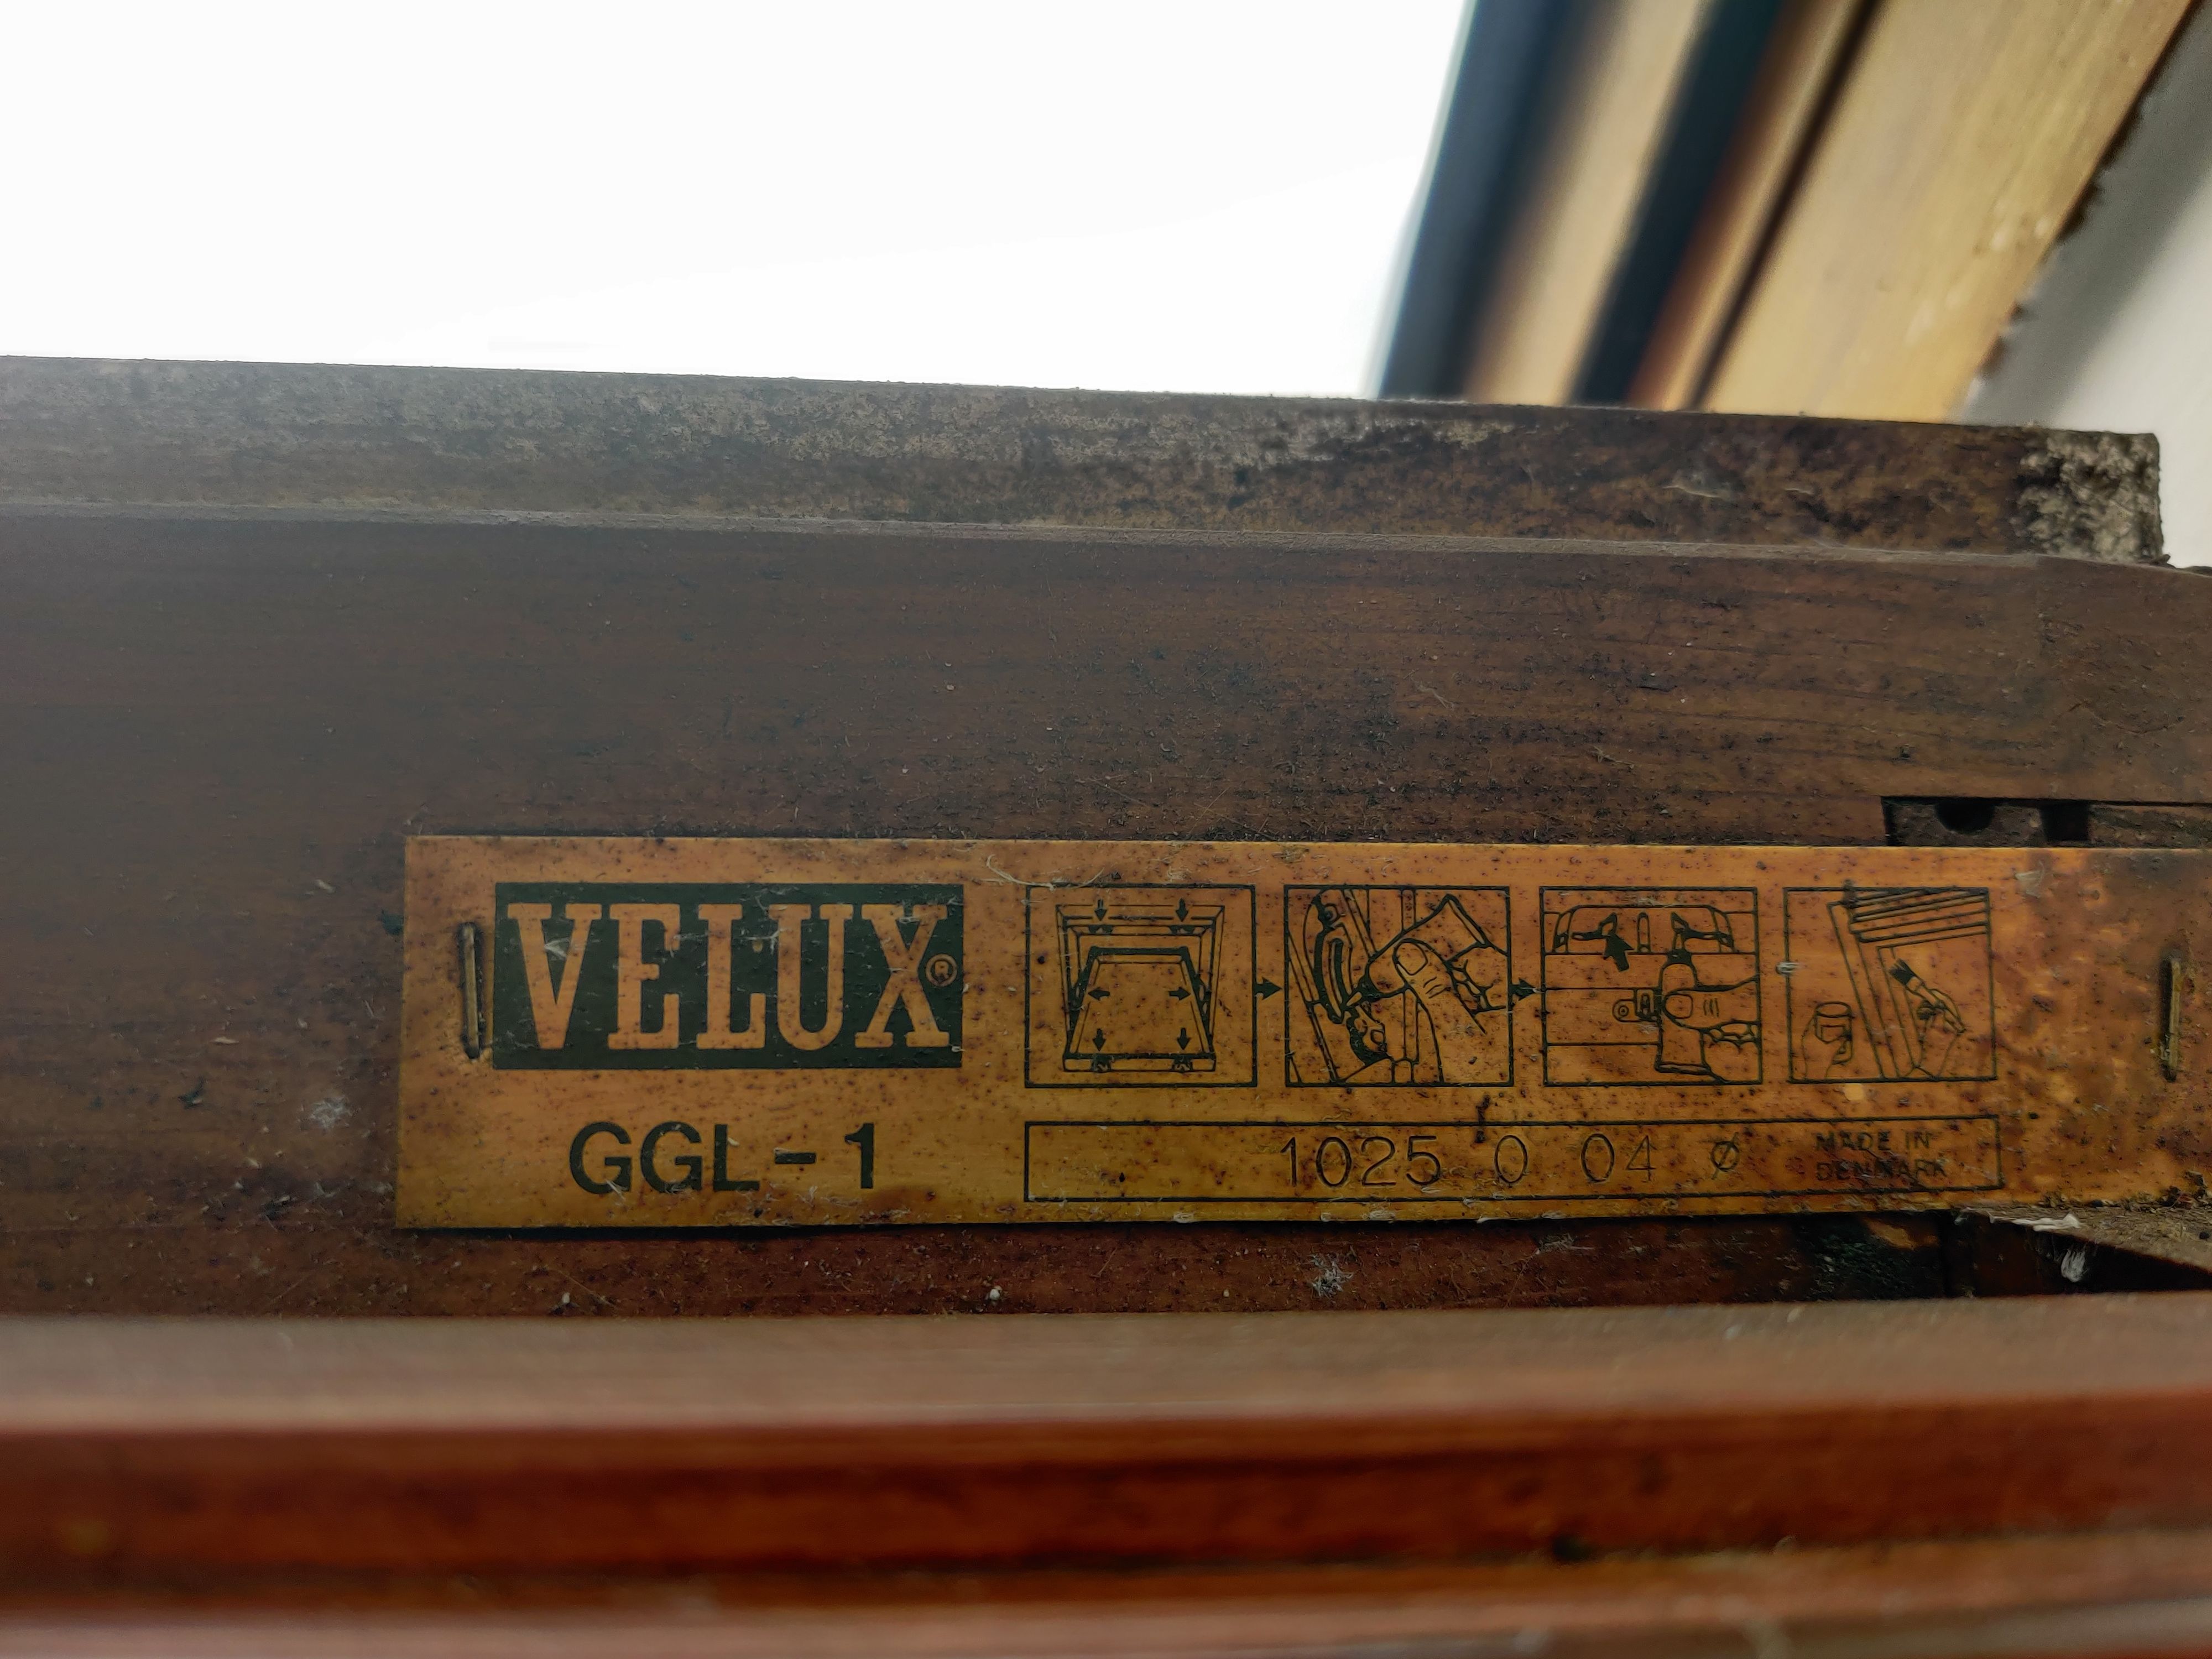 VELUX®
GGL-1
1025 0 04 Ø
MADE IN
DENMARK